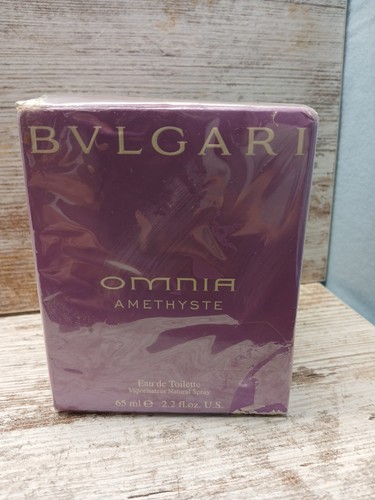 BVLGARI
OMNIA
AMETHYSTE
Eau de Toilette
Vaporisateur Natural Spray
65 ml ℮ - 2.2 fl.oz. U.S.